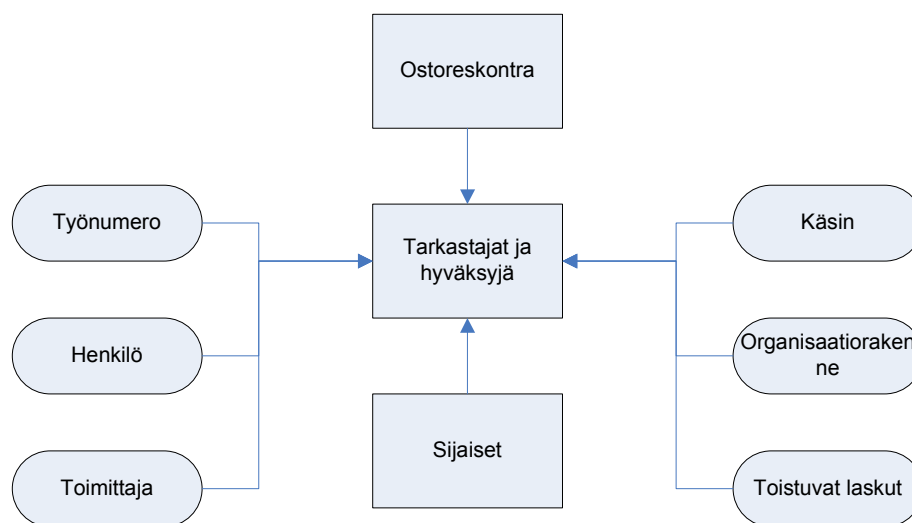 Ostoreskontra
Työnumero
Tarkastajat ja
hyväksyjä
Käsin
Henkilö
Organisaatioraken
ne
Sijaiset
Toimittaja
Toistuvat laskut